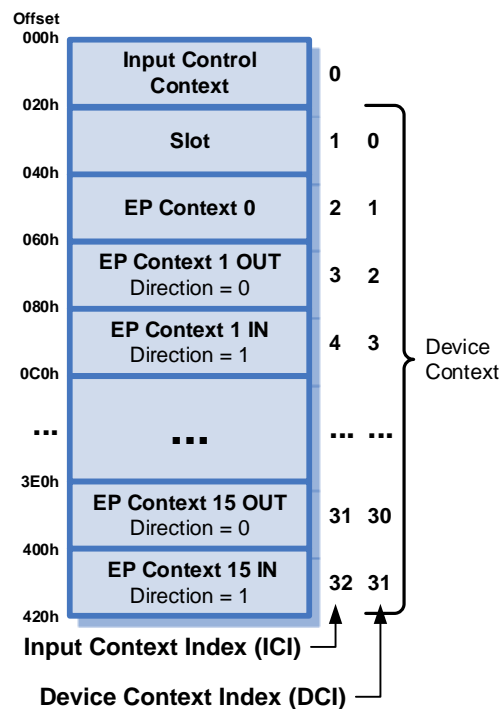 Offset
000h
Input Control
Context
0
020h
Slot
1 0
040h
EP Context 0
2 1
060h
EP Context 1 OUT
Direction = 0
3 2
080h
EP Context 1 IN
Direction = 1
4 3
Device
Context
0C0h
...
...
... ...
3E0h
EP Context 15 OUT
Direction = 0
31 30
400h
EP Context 15 IN
Direction = 1
32 31
420h
Input Context Index (ICI)
Device Context Index (DCI)